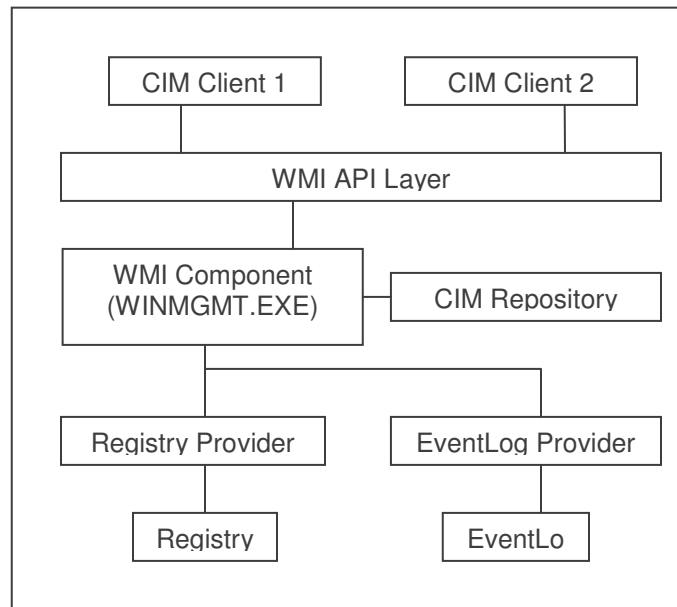 CIM Client 1
CIM Client 2
WMI API Layer
WMI Component
(WINMGMT.EXE)
CIM Repository
Registry Provider
EventLog Provider
Registry
EventLo